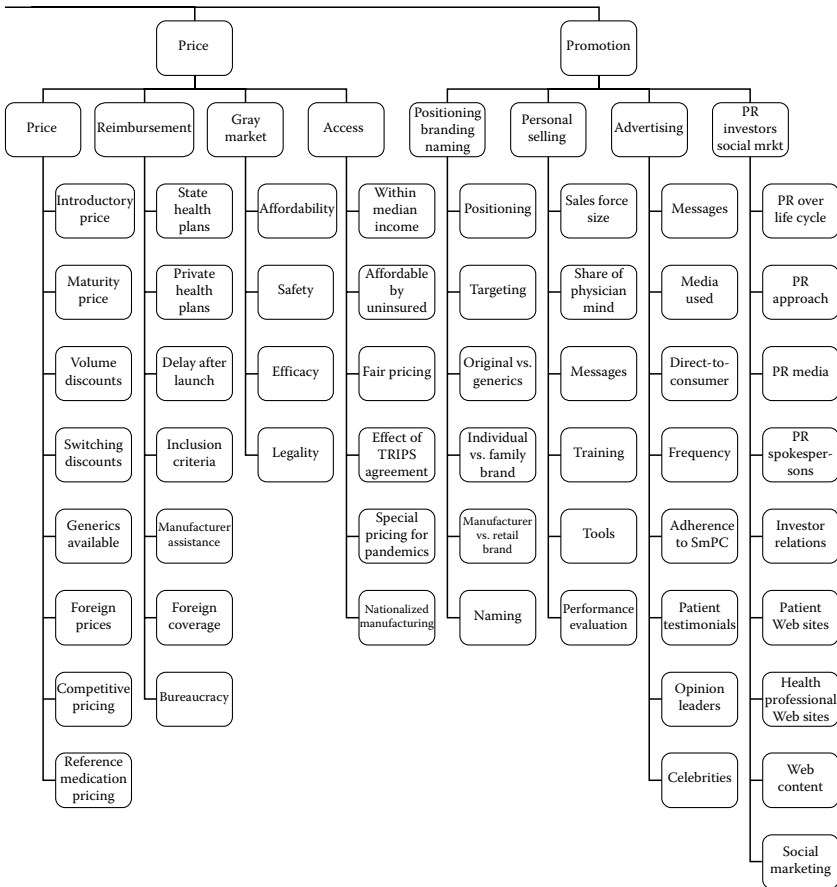 Price
Promotion
Price
Reimbursement
Gray
market
Access
Positioning
branding
naming
Personal
selling
Advertising
PR
investors
social mrkt
Introductory
price
State
health
plans
Affordability
Within
median
income
Positioning
Sales force
size
Messages
PR over
life cycle
Maturity
price
Private
health
plans
Safety
Affordable
by
uninsured
Targeting
Share of
physician
mind
Media
used
PR
approach
Volume
discounts
Delay after
launch
Efficacy
Fair pricing
Original vs.
generics
Messages
Direct-to-
consumer
PR media
Switching
discounts
Inclusion
criteria
Legality
Effect of
TRIPS
agreement
Individual
vs. family
brand
Training
Frequency
PR
spokesper-
sons
Generics
available
Manufacturer
assistance
Special
pricing for
pandemics
Manufacturer
vs. retail
brand
Tools
Adherence
to SmPC
Investor
relations
Foreign
prices
Foreign
coverage
Nationalized
manufacturing
Naming
Performance
evaluation
Patient
testimonials
Patient
Web sites
Competitive
pricing
Bureaucracy
Opinion
leaders
Health
professional
Web sites
Reference
medication
pricing
Celebrities
Web
content
Social
marketing